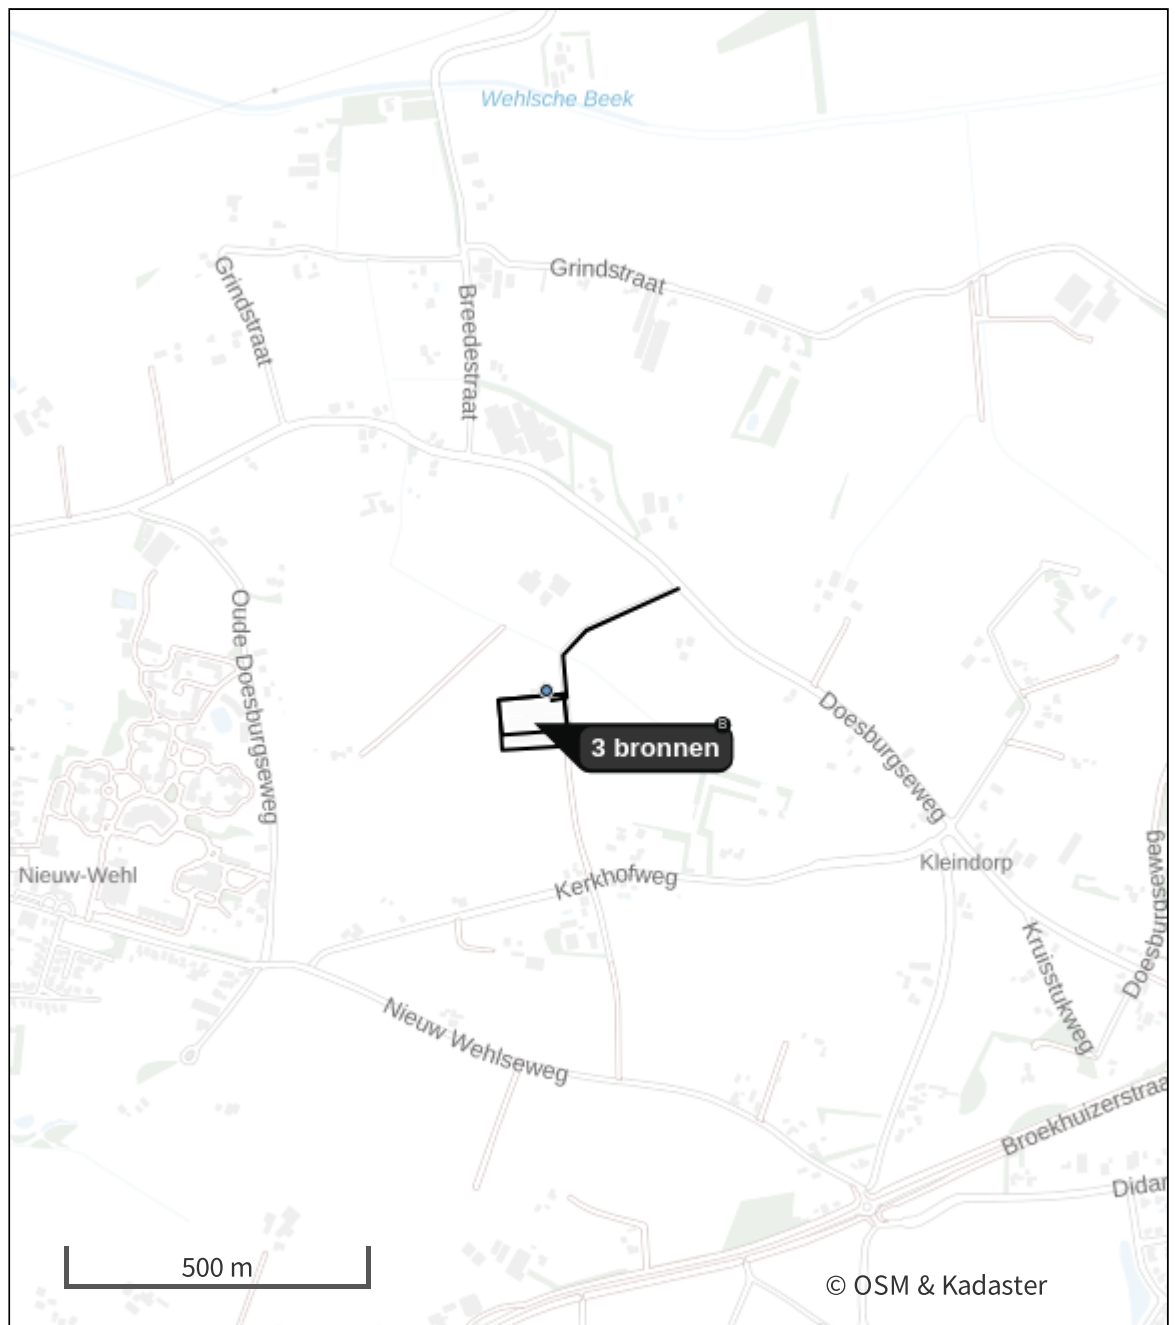 Wehlsche Beek
Grindstraat
Grindstraat
Breedestraat
Oude Doesburgseweg
B
3 bronnen
Doesburgseweg
Nieuw-Wehl
Kerkhofweg
Kleindorp
Doesburgseweg
Kruisstukweg
Nieuw Wehlseweg
Broekhuizerstraa
Didar
500 m
© OSM & Kadaster